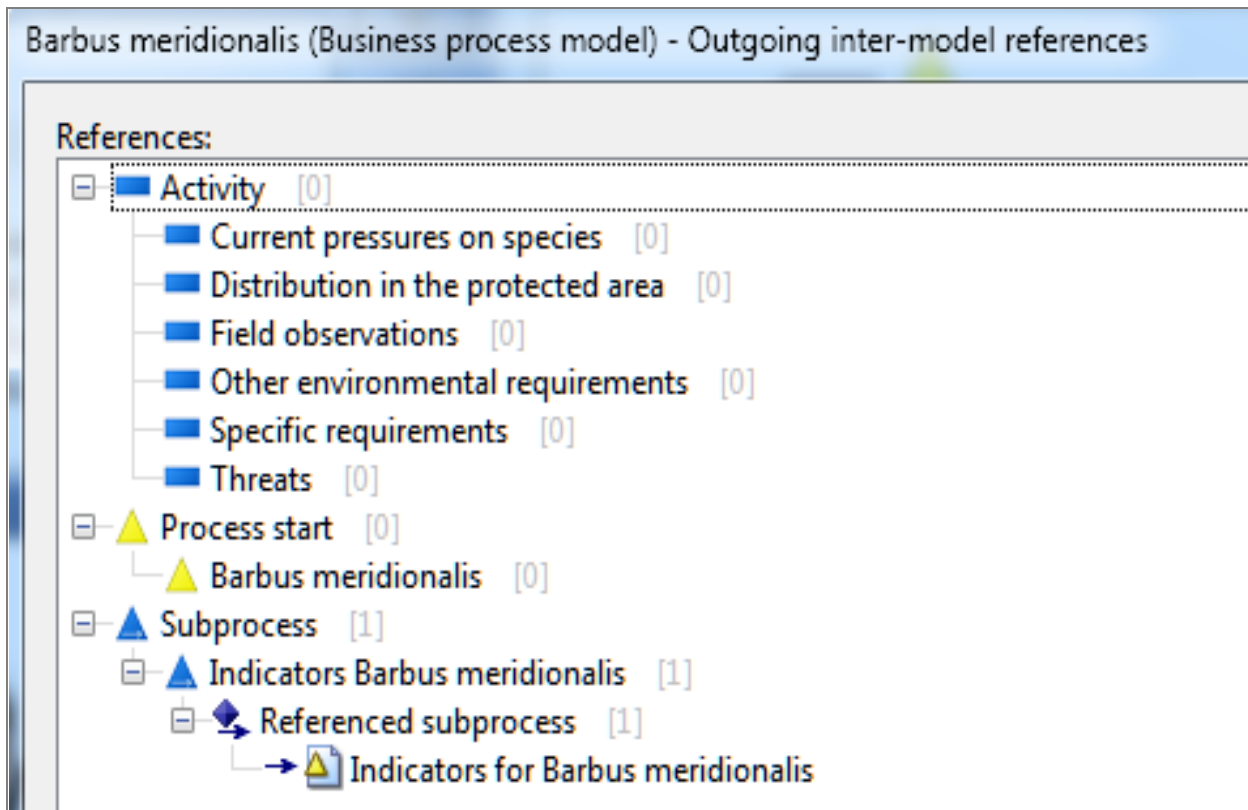 Barbus meridionalis (Business process model) - Outgoing inter-model references
References:
Activity [0]
Current pressures on species [0]
Distribution in the protected area [0]
Field observations [0]
Other environmental requirements [0]
Specific requirements [0]
Threats [0]
Process start [0]
Barbus meridionalis [0]
Subprocess [1]
Indicators Barbus meridionalis [1]
Referenced subprocess [1]
Indicators for Barbus meridionalis